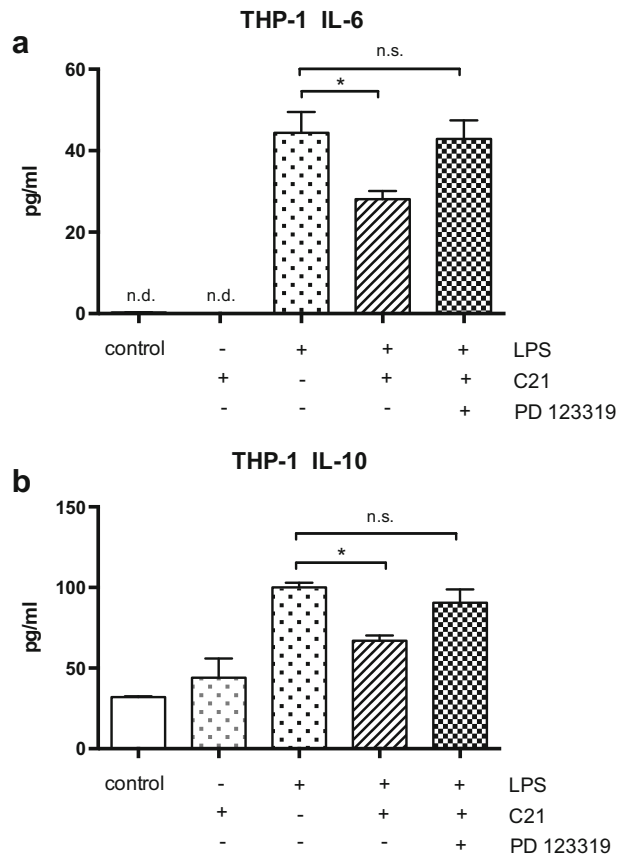 THP-1 IL-6
a
n.s.
*
60
40
20
0
pg/ml
n.d. n.d.
control - + + + LPS
+ - + + C21
- - - + PD 123319
THP-1 IL-10
b
n.s.
*
150
100
50
0
pg/ml
control - + + + LPS
+ - + + C21
- - - + PD 123319